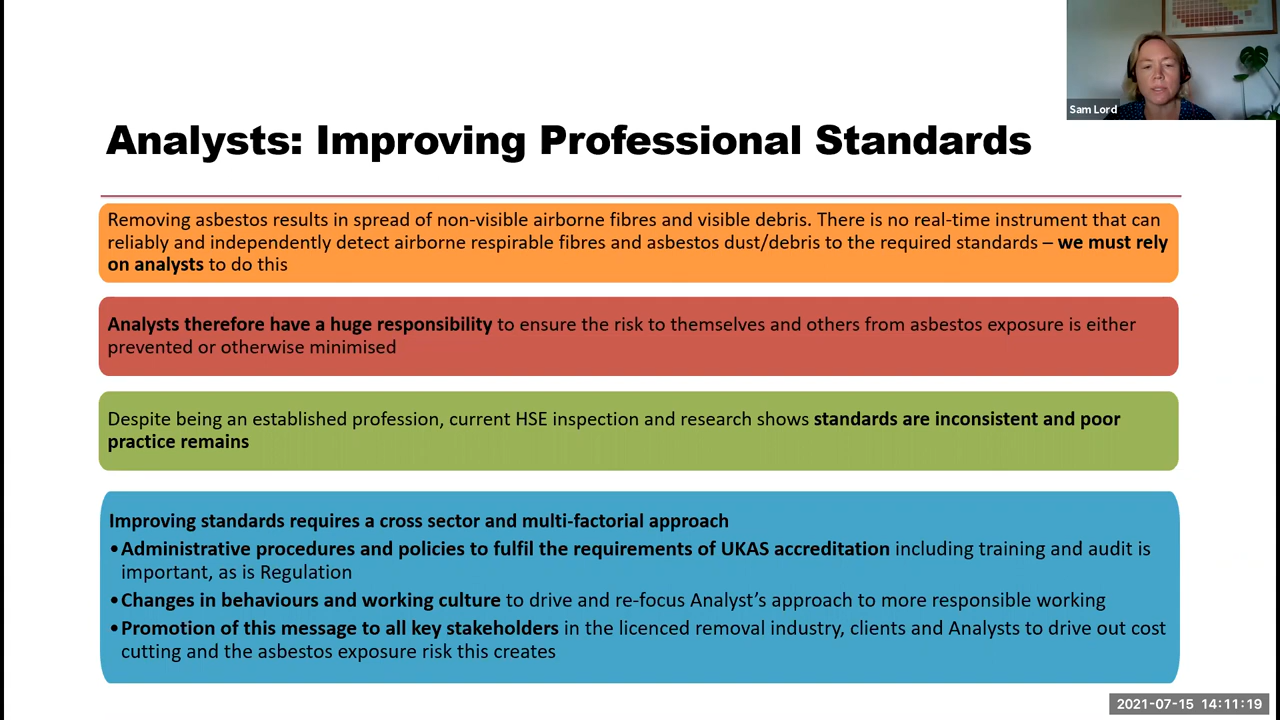 Sam Lord
Analysts: Improving Professional Standards
Removing asbestos results in spread of non-visible airborne fibres and visible debris. There is no real-time instrument that can
reliably and independently detect airborne respirable fibres and asbestos dust/debris to the required standards – we must rely
on analysts to do this
Analysts therefore have a huge responsibility to ensure the risk to themselves and others from asbestos exposure is either
prevented or otherwise minimised
Despite being an established profession, current HSE inspection and research shows standards are inconsistent and poor
practice remains
Improving standards requires a cross sector and multi-factorial approach
•Administrative procedures and policies to fulfil the requirements of UKAS accreditation including training and audit is
important, as is Regulation
•Changes in behaviours and working culture to drive and re-focus Analyst’s approach to more responsible working
•Promotion of this message to all key stakeholders in the licenced removal industry, clients and Analysts to drive out cost
cutting and the asbestos exposure risk this creates
2021-07-15 14:11:19